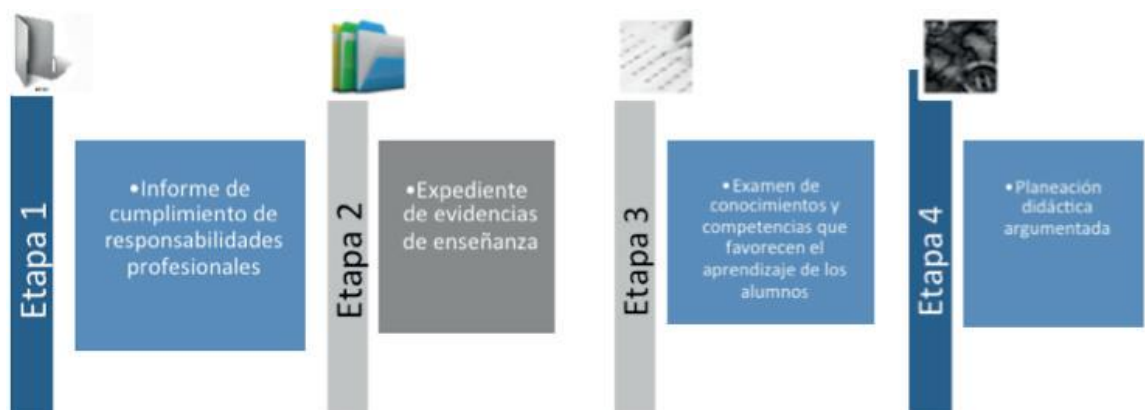 Etapa 1
•Informe de
cumplimiento de
responsabilidades
profesionales
Etapa 2
•Expediente
de evidencias
de enseñanza
Etapa 3
•Examen de
conocimientos y
competencias que
favorecen el
aprendizaje de los
alumnos
Etapa 4
•Planeación
didáctica
argumentada